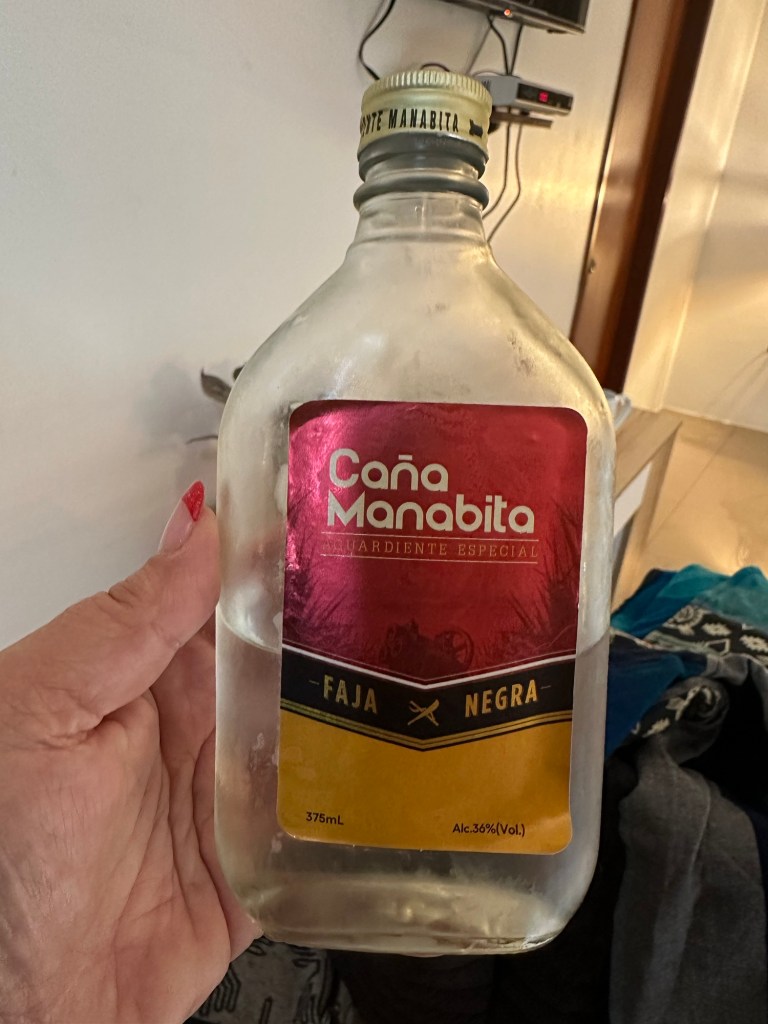 MANABITA
Caña
Manabita
AGUARDIENTE ESPECIAL
FAJA NEGRA
375mL Alc.36%(Vol.)